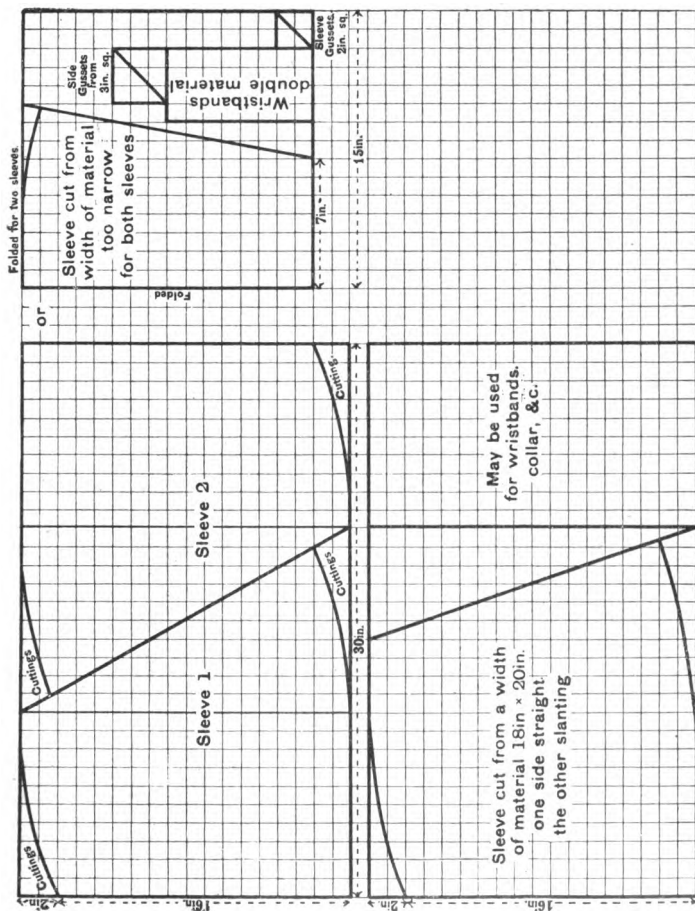 Folded for two sleeves.
Sleeve cut from
width of material
too narrow
for both sleeves
Folded
Side
Gussets
from
3in. sq.
Wristbands
double material
Sleeve
Gussets.
2in. sq.
7in.
15in.
or
Cuttings
Cuttings
Sleeve 1
Sleeve 2
Cuttings
Cutting.
2in.
16in.
30in.
Sleeve cut from a width
of material 18in × 20in.
one side straight
the other slanting
May be used
for wristbands.
collar, &c.
2in.
16in.